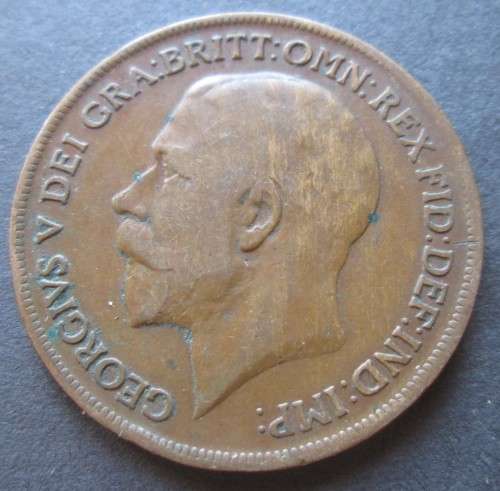 GEORGIVS V DEI GRA:BRITT:OMN:REX FID:DEF:IND:IMP: